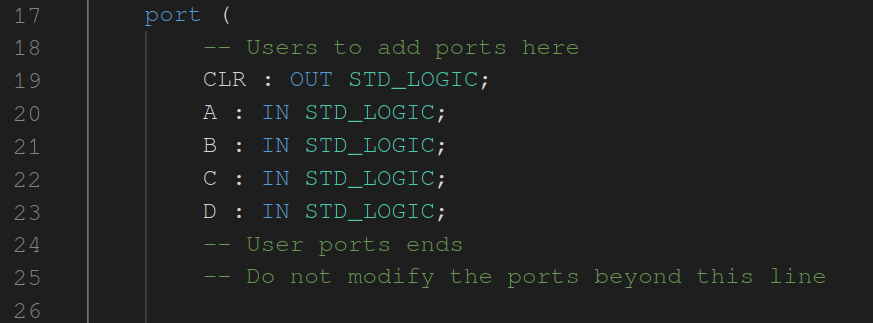 17 port (
18 -- Users to add ports here
19 CLR : OUT STD_LOGIC;
20 A : IN STD_LOGIC;
21 B : IN STD_LOGIC;
22 C : IN STD_LOGIC;
23 D : IN STD_LOGIC;
24 -- User ports ends
25 -- Do not modify the ports beyond this line
26